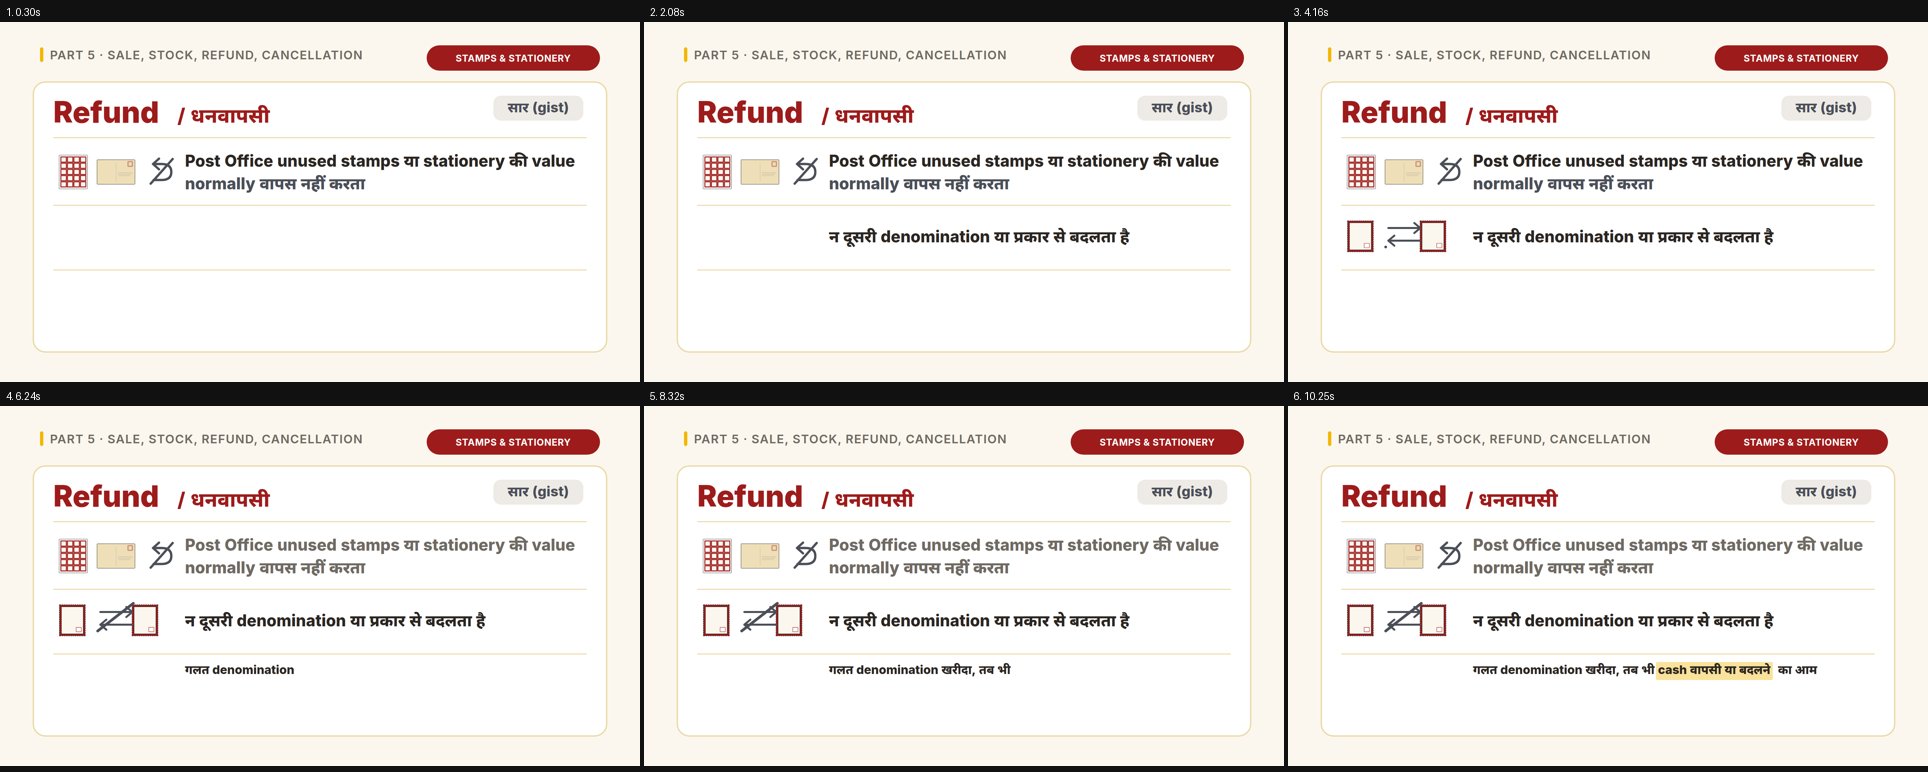 1. 0.30s
PART 5 · SALE, STOCK, REFUND, CANCELLATION
STAMPS & STATIONERY
Refund / धनवापसी
सार (gist)
Post Office unused stamps या stationery की value
normally वापस नहीं करता
2. 2.08s
PART 5 · SALE, STOCK, REFUND, CANCELLATION
STAMPS & STATIONERY
Refund / धनवापसी
सार (gist)
Post Office unused stamps या stationery की value
normally वापस नहीं करता
न दूसरी denomination या प्रकार से बदलता है
3. 4.16s
PART 5 · SALE, STOCK, REFUND, CANCELLATION
STAMPS & STATIONERY
Refund / धनवापसी
सार (gist)
Post Office unused stamps या stationery की value
normally वापस नहीं करता
न दूसरी denomination या प्रकार से बदलता है
4. 6.24s
PART 5 · SALE, STOCK, REFUND, CANCELLATION
STAMPS & STATIONERY
Refund / धनवापसी
सार (gist)
Post Office unused stamps या stationery की value
normally वापस नहीं करता
न दूसरी denomination या प्रकार से बदलता है
गलत denomination
5. 8.32s
PART 5 · SALE, STOCK, REFUND, CANCELLATION
STAMPS & STATIONERY
Refund / धनवापसी
सार (gist)
Post Office unused stamps या stationery की value
normally वापस नहीं करता
न दूसरी denomination या प्रकार से बदलता है
गलत denomination खरीदा, तब भी
6. 10.25s
PART 5 · SALE, STOCK, REFUND, CANCELLATION
STAMPS & STATIONERY
Refund / धनवापसी
सार (gist)
Post Office unused stamps या stationery की value
normally वापस नहीं करता
न दूसरी denomination या प्रकार से बदलता है
गलत denomination खरीदा, तब भी cash वापसी या बदलने का आम